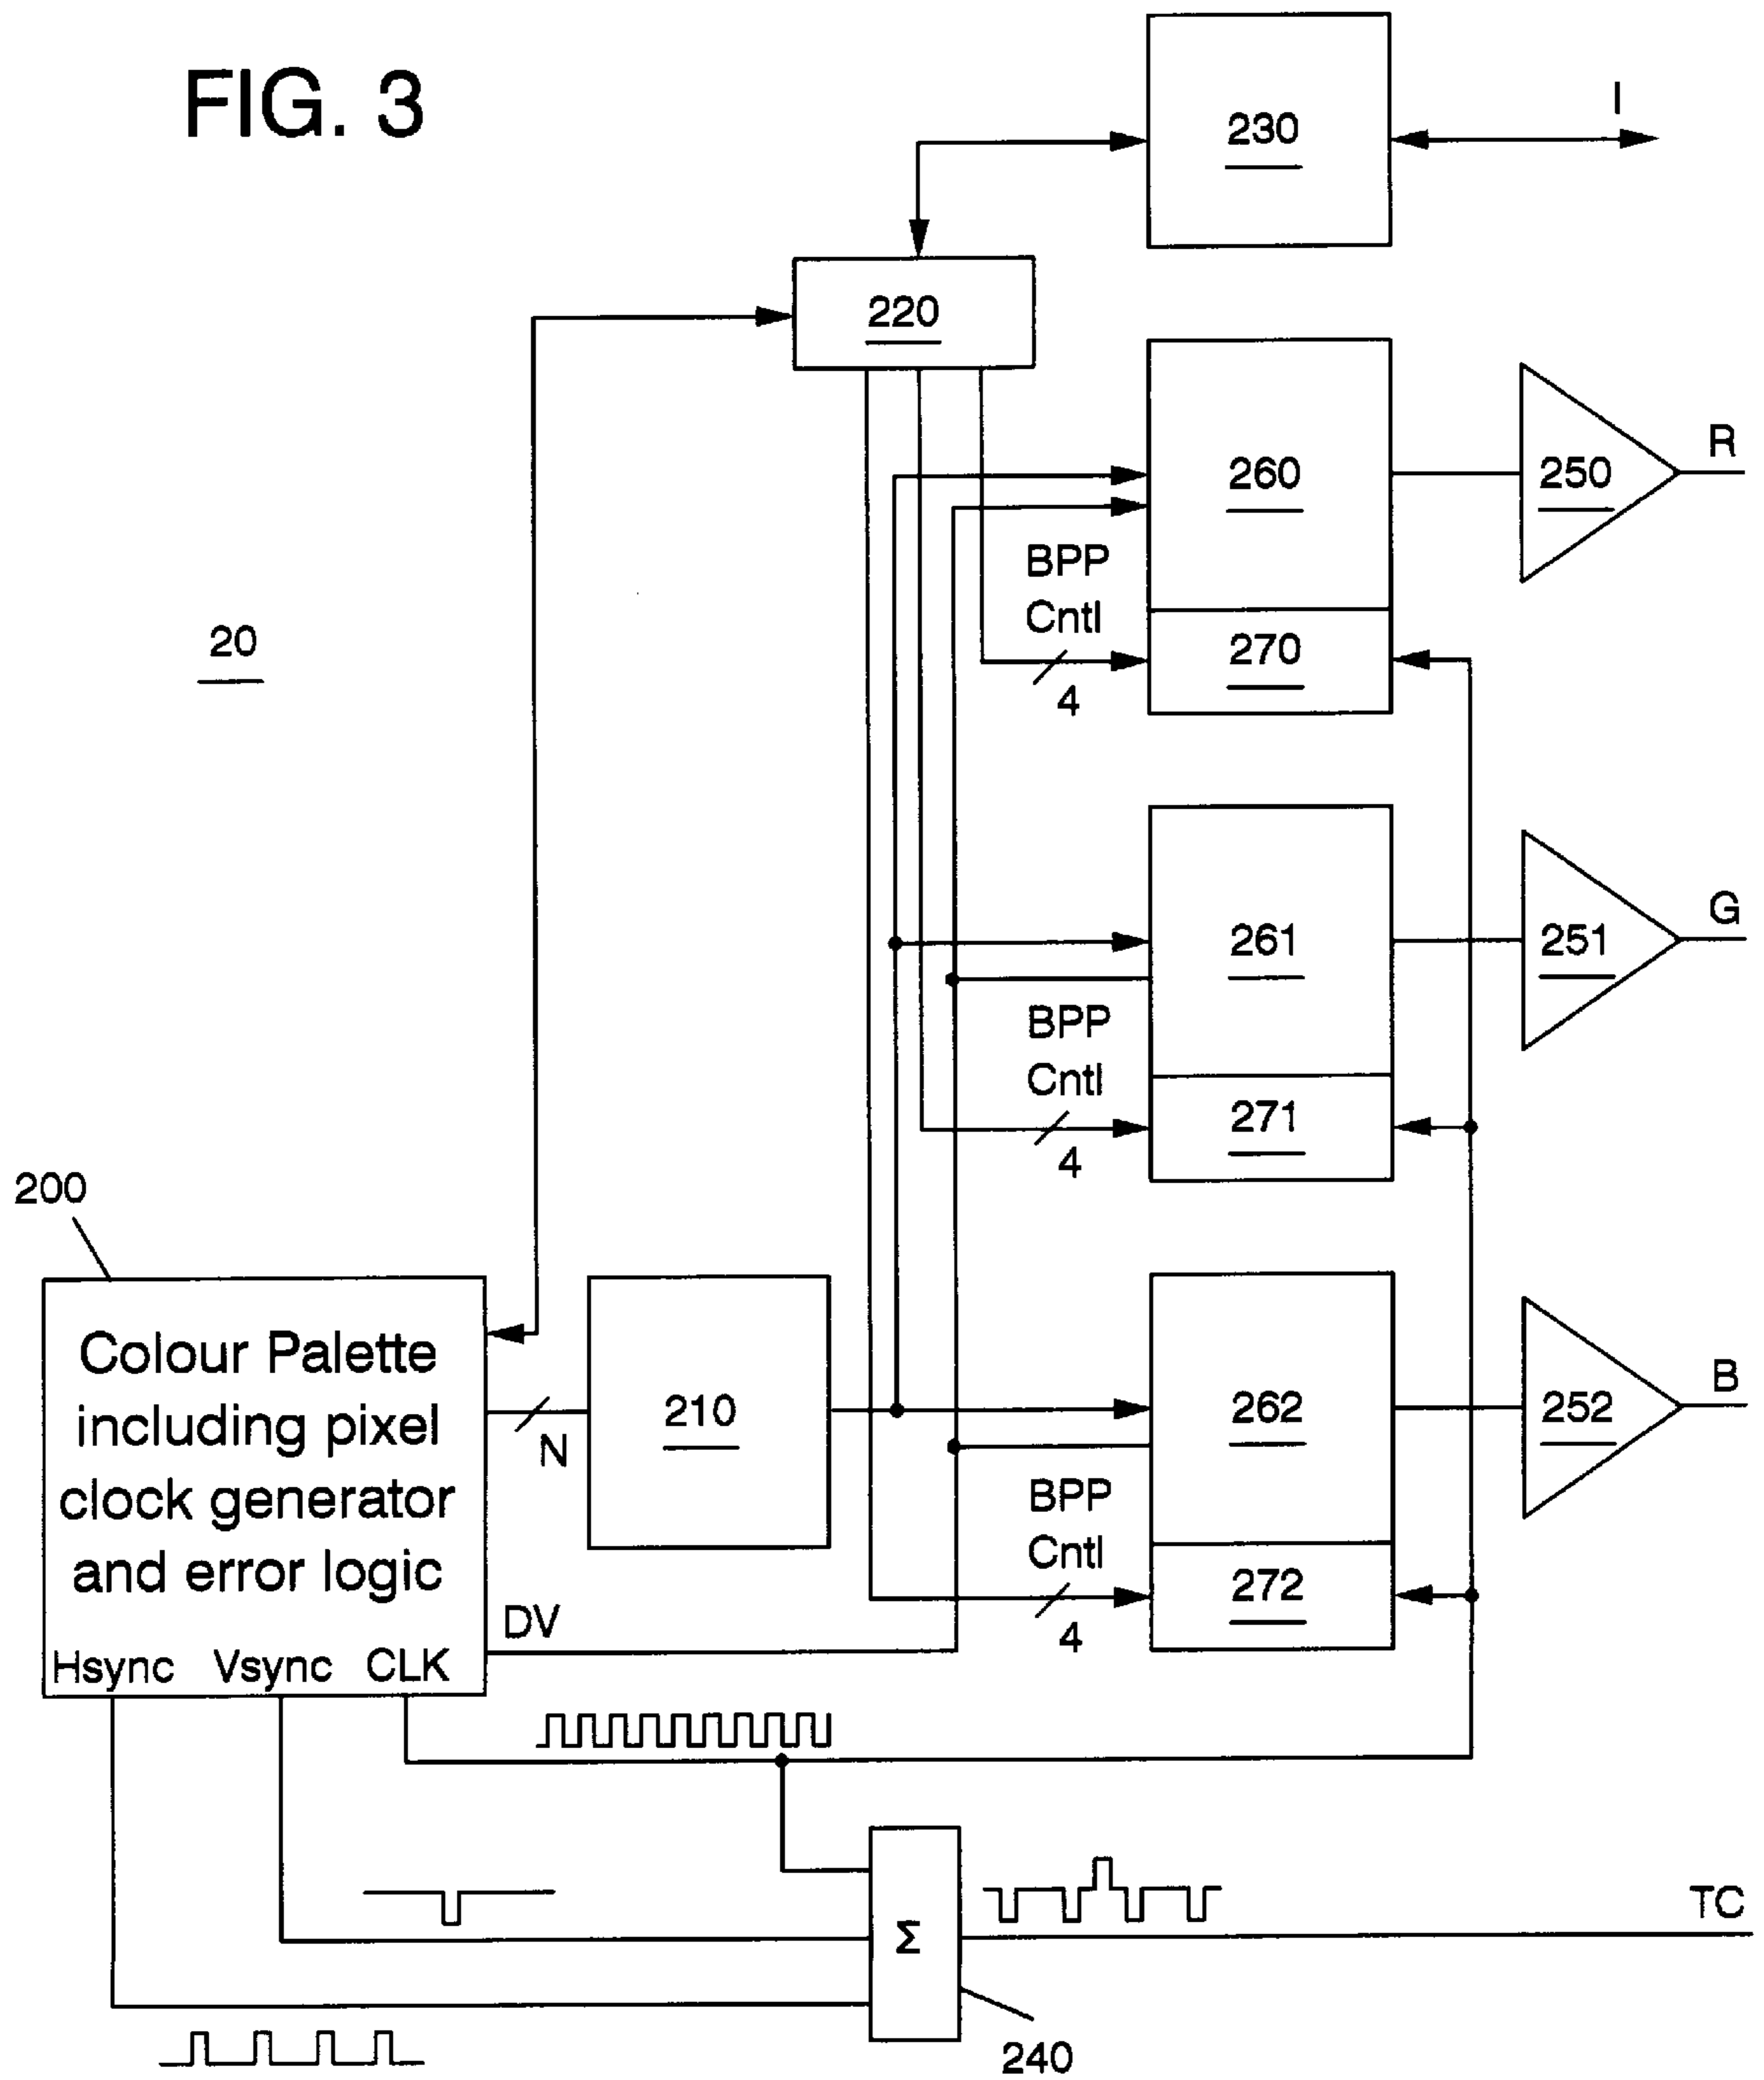 FIG. 3
230
I
220
260
250
R
BPP
Cntl
20
270
4
261
251
G
BPP
Cntl
271
4
200
Colour Palette
including pixel
clock generator
and error logic
Hsync Vsync CLK
N
210
262
252
B
BPP
Cntl
272
4
DV
Σ
TC
240